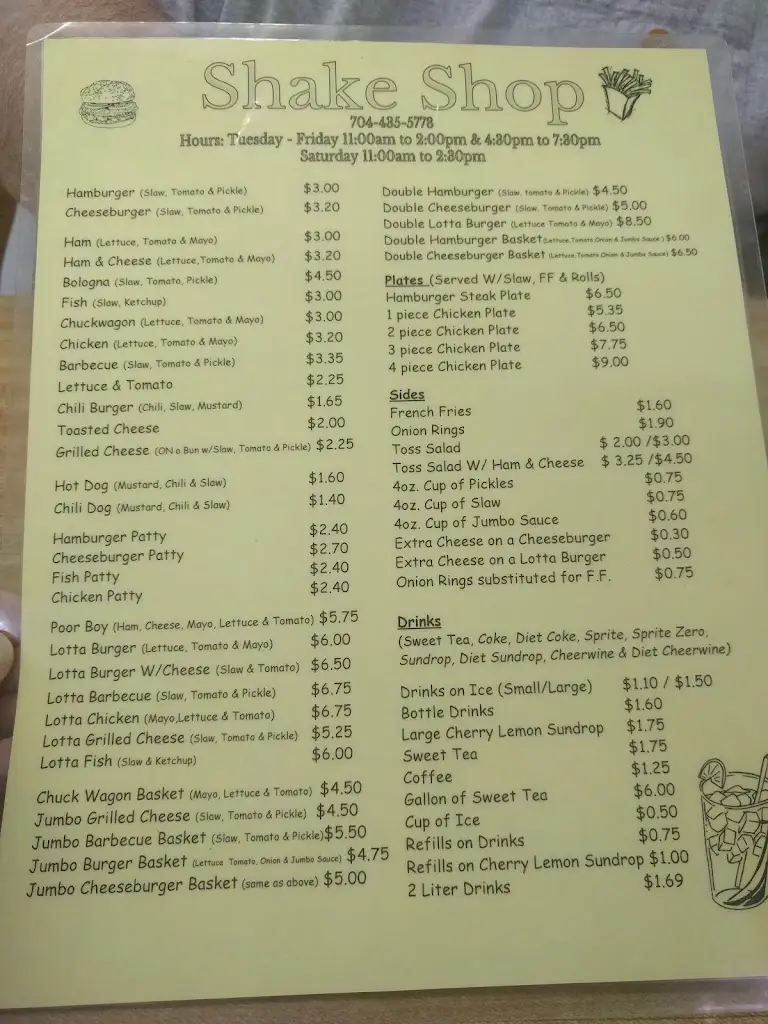 Shake Shop
704-485-5778
Hours: Tuesday - Friday 11:00am to 2:00pm & 4:30pm to 7:30pm
Saturday 11:00am to 2:30pm
Hamburger (Slaw, Tomato & Pickle) $3.00
Cheeseburger (Slaw, Tomato & Pickle) $3.20
Ham (Lettuce, Tomato & Mayo) $3.00
Ham & Cheese (Lettuce,Tomato & Mayo) $3.20
Bologna (Slaw, Tomato, Pickle) $4.50
Fish (Slaw, Ketchup) $3.00
Chuckwagon (Lettuce, Tomato & Mayo) $3.00
Chicken (Lettuce, Tomato & Mayo) $3.20
Barbecue (Slaw, Tomato & Pickle) $3.35
Lettuce & Tomato $2.25
Chili Burger (Chili, Slaw, Mustard) $1.65
Toasted Cheese $2.00
Grilled Cheese (ON a Bun w/Slaw, Tomato & Pickle) $2.25
Hot Dog (Mustard, Chili & Slaw) $1.60
Chili Dog (Mustard, Chili & Slaw) $1.40
Hamburger Patty $2.40
Cheeseburger Patty $2.70
Fish Patty $2.40
Chicken Patty $2.40
Poor Boy (Ham, Cheese, Mayo, Lettuce & Tomato) $5.75
Lotta Burger (Lettuce, Tomato & Mayo) $6.00
Lotta Burger W/Cheese (Slaw & Tomato) $6.50
Lotta Barbecue (Slaw, Tomato & Pickle) $6.75
Lotta Chicken (Mayo,Lettuce & Tomato) $6.75
Lotta Grilled Cheese (Slaw, Tomato & Pickle) $5.25
Lotta Fish (Slaw & Ketchup) $6.00
Chuck Wagon Basket (Mayo, Lettuce & Tomato) $4.50
Jumbo Grilled Cheese (Slaw, Tomato & Pickle) $4.50
Jumbo Barbecue Basket (Slaw, Tomato & Pickle) $5.50
Jumbo Burger Basket (Lettuce Tomato, Onion & Jumbo Sauce) $4.75
Jumbo Cheeseburger Basket (same as above) $5.00
Double Hamburger (Slaw, tomato & Pickle) $4.50
Double Cheeseburger (Slaw, Tomato & Pickle) $5.00
Double Lotta Burger (Lettuce Tomato & Mayo) $8.50
Double Hamburger Basket (Lettuce, Tomato Onion & Jumbo Sauce ) $6.00
Double Cheeseburger Basket (Lettuce, Tomato Onion & Jumbo Sauce) $6.50
Plates (Served W/Slaw, FF & Rolls)
Hamburger Steak Plate $6.50
1 piece Chicken Plate $5.35
2 piece Chicken Plate $6.50
3 piece Chicken Plate $7.75
4 piece Chicken Plate $9.00
Sides
French Fries $1.60
Onion Rings $1.90
Toss Salad $ 2.00 /$3.00
Toss Salad W/ Ham & Cheese $ 3.25 /$4.50
4oz. Cup of Pickles $0.75
4oz. Cup of Slaw $0.75
4oz. Cup of Jumbo Sauce $0.60
Extra Cheese on a Cheeseburger $0.30
Extra Cheese on a Lotta Burger $0.50
Onion Rings substituted for F.F. $0.75
Drinks
(Sweet Tea, Coke, Diet Coke, Sprite, Sprite Zero,
Sundrop, Diet Sundrop, Cheerwine & Diet Cheerwine)
Drinks on Ice (Small/Large) $1.10 / $1.50
Bottle Drinks $1.60
Large Cherry Lemon Sundrop $1.75
Sweet Tea $1.75
Coffee $1.25
Gallon of Sweet Tea $6.00
Cup of Ice $0.50
Refills on Drinks $0.75
Refills on Cherry Lemon Sundrop $1.00
2 Liter Drinks $1.69